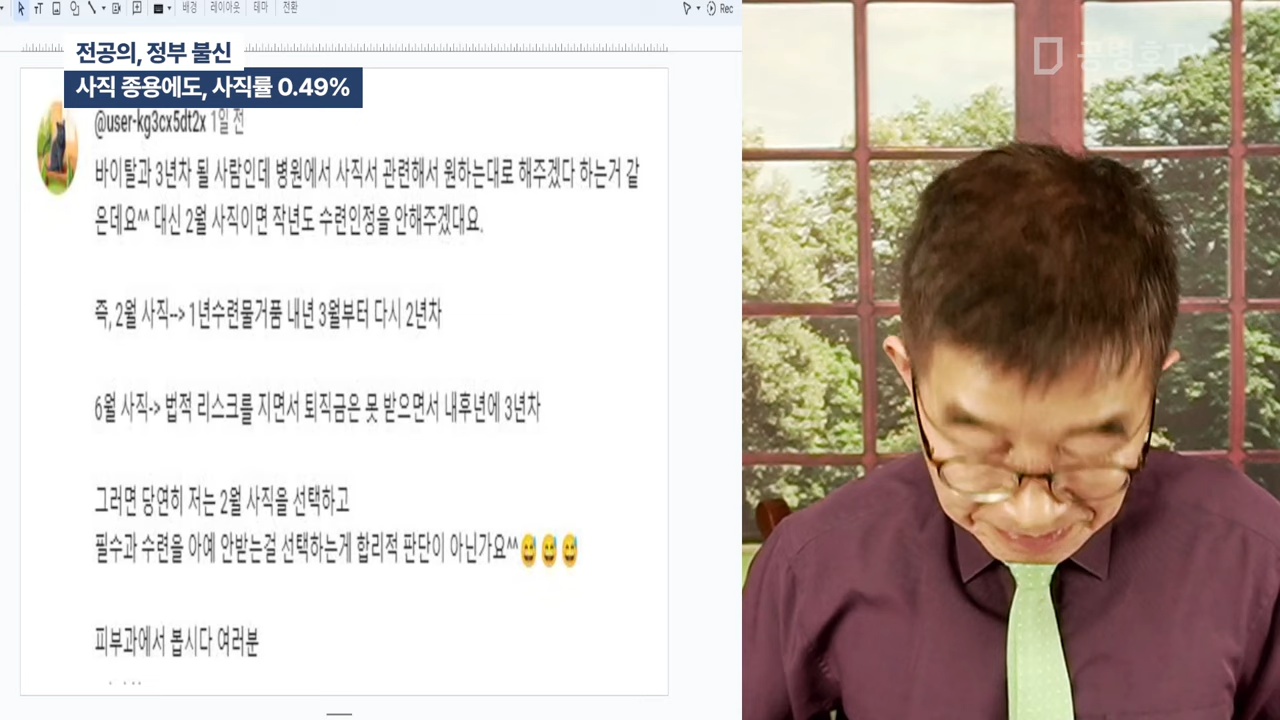 배경 레이아웃 테마 전환
Rec
전공의, 정부 불신
사직 종용에도, 사직률 0.49%
공병호TV
@user-kg3cx5dt2x 1일 전
바이탈과 3년차 될 사람인데 병원에서 사직서 관련해서 원하는대로 해주겠다 하는거 같
은데요^^ 대신 2월 사직이면 작년도 수련인정을 안해주겠대요.
즉, 2월 사직--> 1년수련물거품 내년 3월부터 다시 2년차
6월 사직-> 법적 리스크를 지면서 퇴직금은 못 받으면서 내후년에 3년차
그러면 당연히 저는 2월 사직을 선택하고
필수과 수련을 아예 안받는걸 선택하는게 합리적 판단이 아닌가요^^😅😅😅
피부과에서 봅시다 여러분